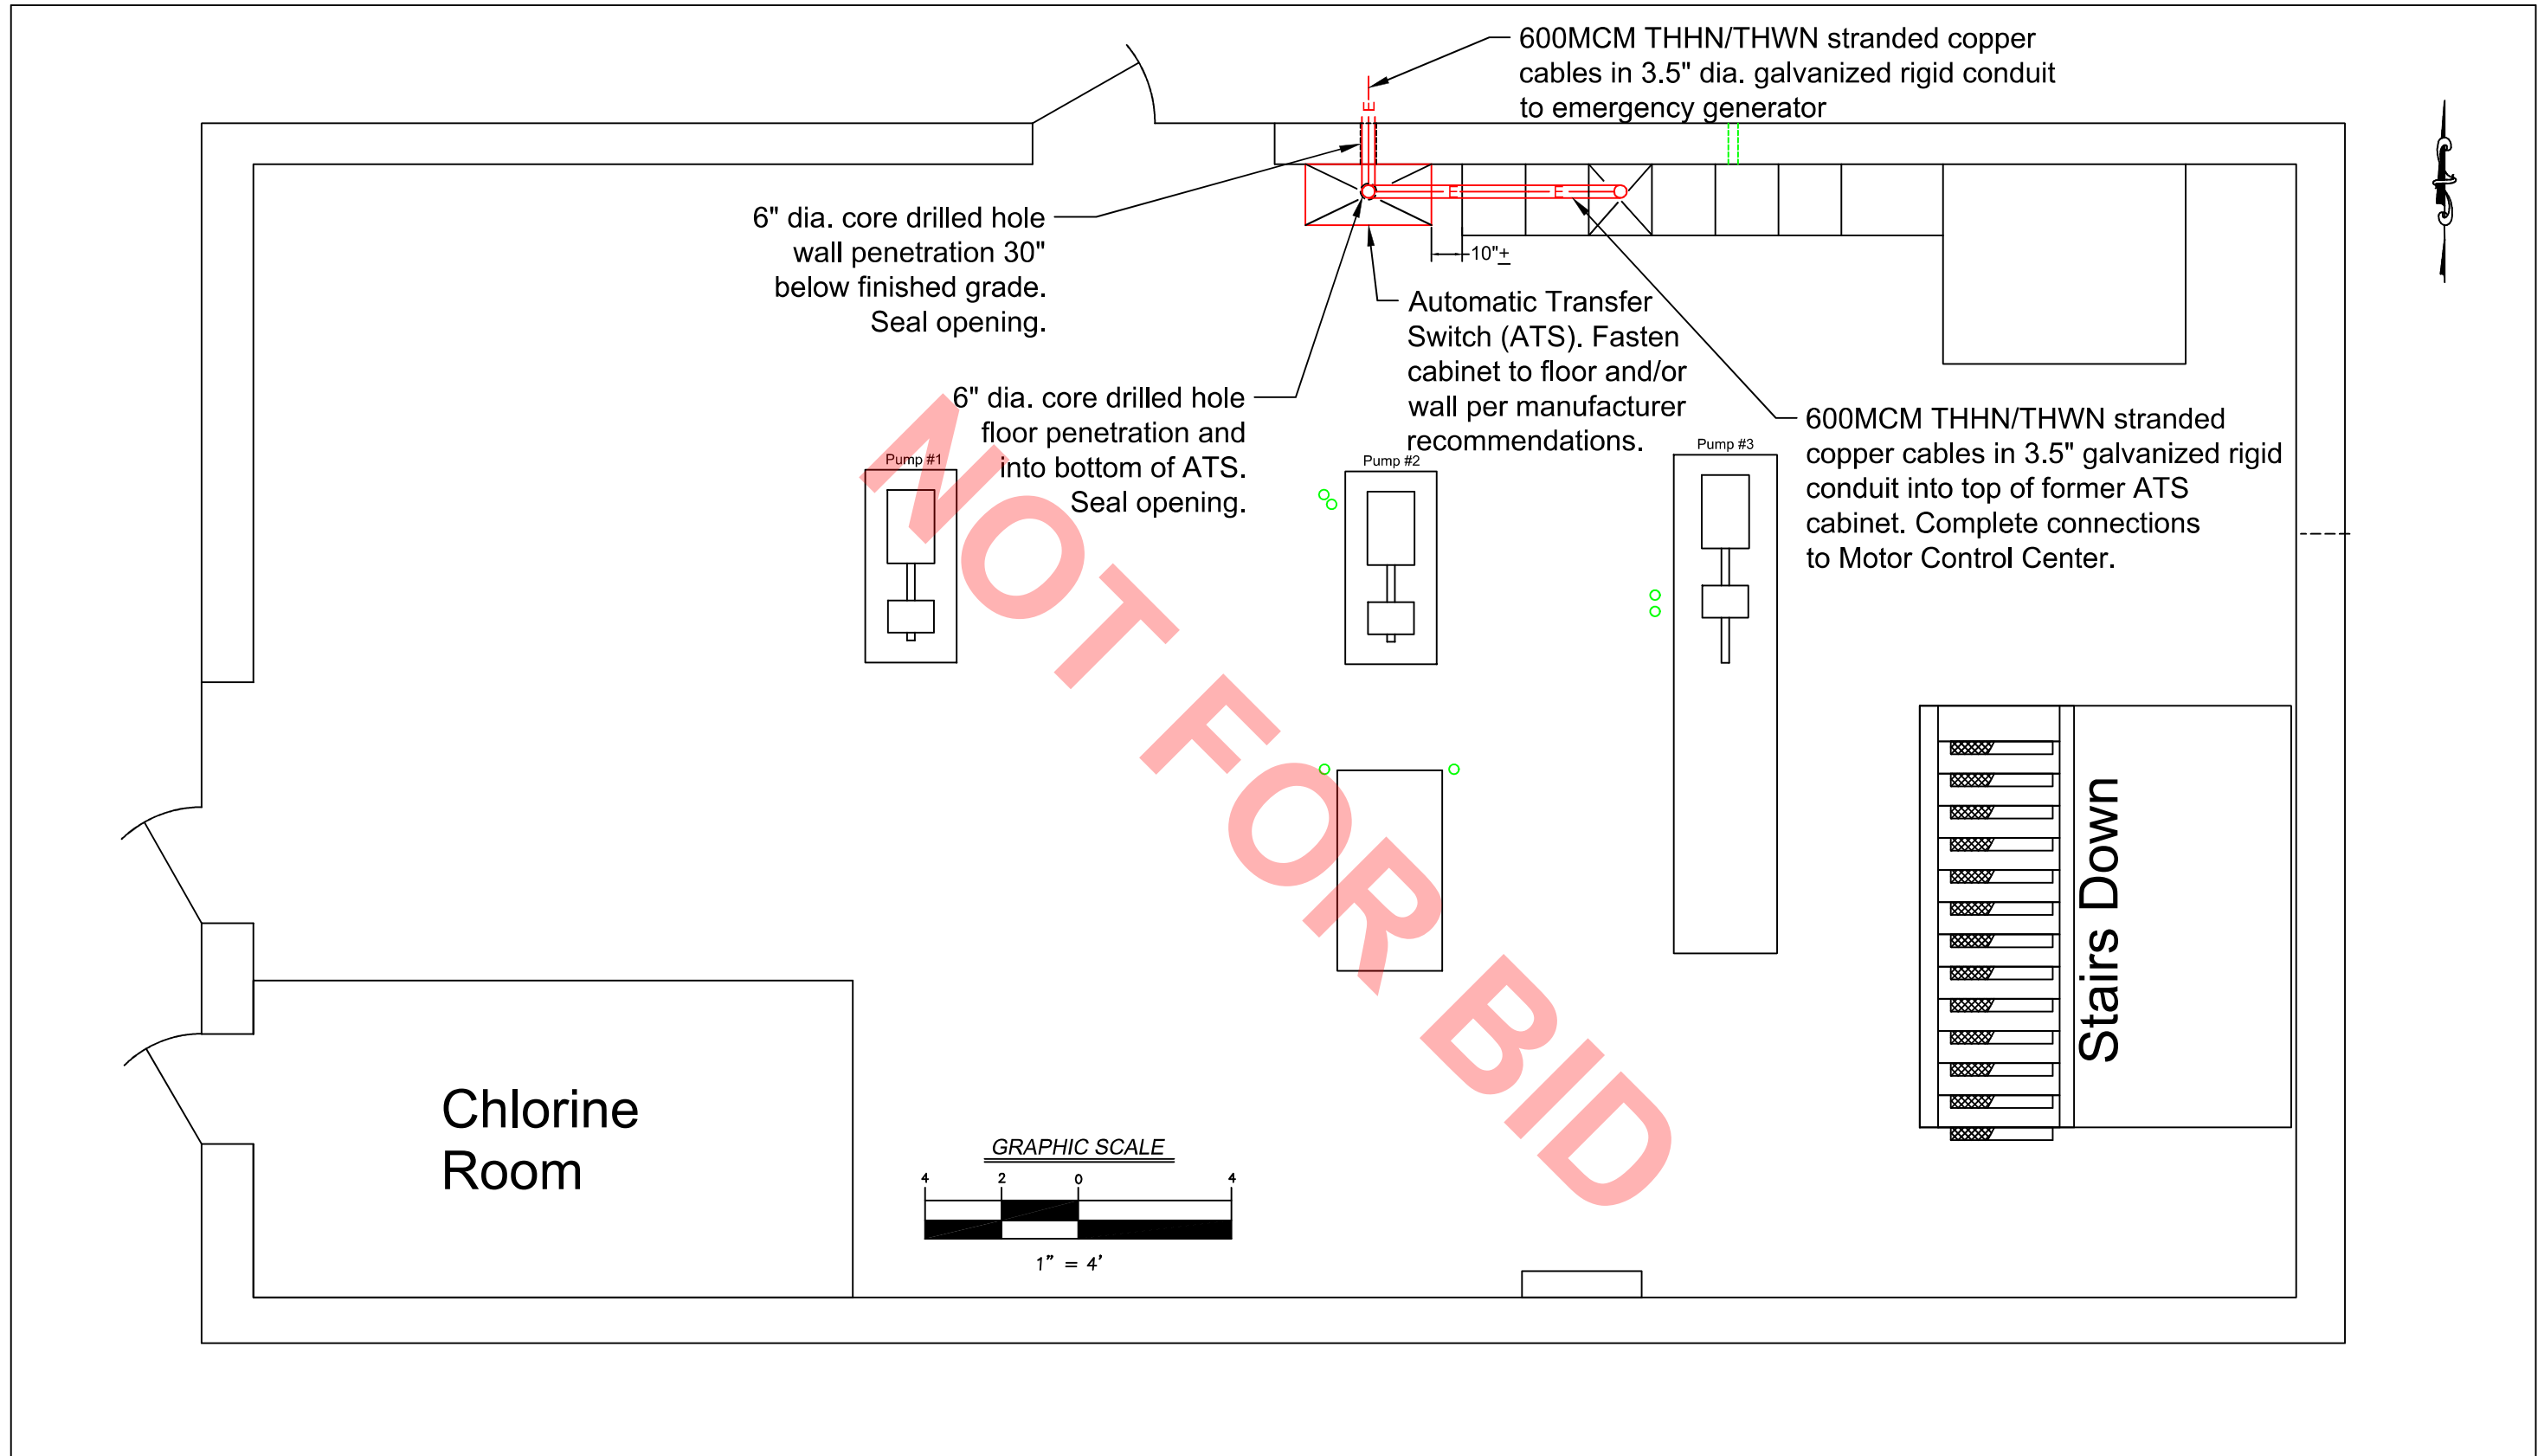 600MCM THHN/THWN stranded copper
cables in 3.5" dia. galvanized rigid conduit
to emergency generator
E
E
E
6" dia. core drilled hole
wall penetration 30"
below finished grade.
Seal opening.
10"±
Automatic Transfer
Switch (ATS). Fasten
cabinet to floor and/or
wall per manufacturer
recommendations.
6" dia. core drilled hole
floor penetration and
into bottom of ATS.
Seal opening.
600MCM THHN/THWN stranded
copper cables in 3.5" galvanized rigid
conduit into top of former ATS
cabinet. Complete connections
to Motor Control Center.
Pump #1
Pump #2
Pump #3
NOT FOR BID
Stairs Down
Chlorine
Room
GRAPHIC SCALE
4 2 0 4
1" = 4'